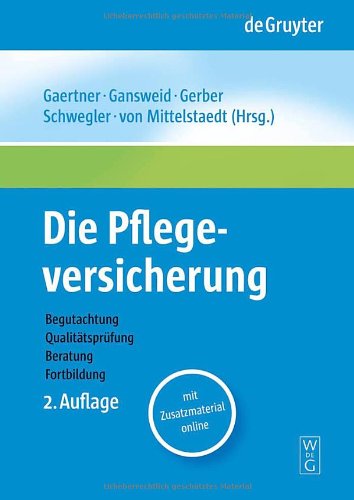 Urheberrechtlich geschütztes Material
de Gruyter
Gaertner · Gansweid · Gerber
Schwegler · von Mittelstaedt (Hrsg.)
Die Pflege-
versicherung
Begutachtung
Qualitätsprüfung
Beratung
Fortbildung
2. Auflage
mit
Zusatzmaterial
online
W
DE
G
Urheberrechtlich geschütztes Material